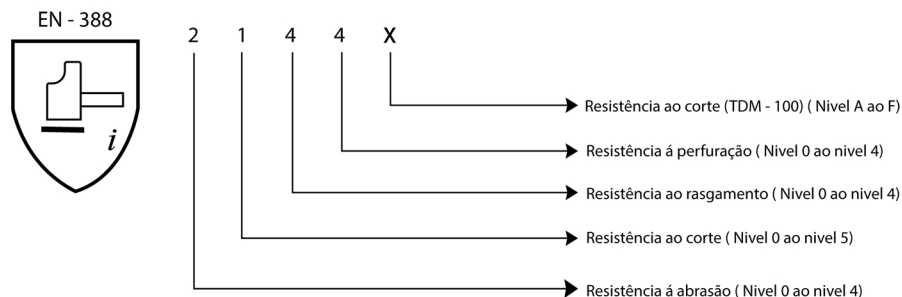 EN - 388
2 1 4 4 X
i
Resistência ao corte (TDM - 100) ( Nivel A ao F)
Resistência á perfuração ( Nivel 0 ao nivel 4)
Resistência ao rasgamento ( Nivel 0 ao nivel 4)
Resistência ao corte ( Nivel 0 ao nivel 5)
Resistência á abrasão ( Nivel 0 ao nivel 4)